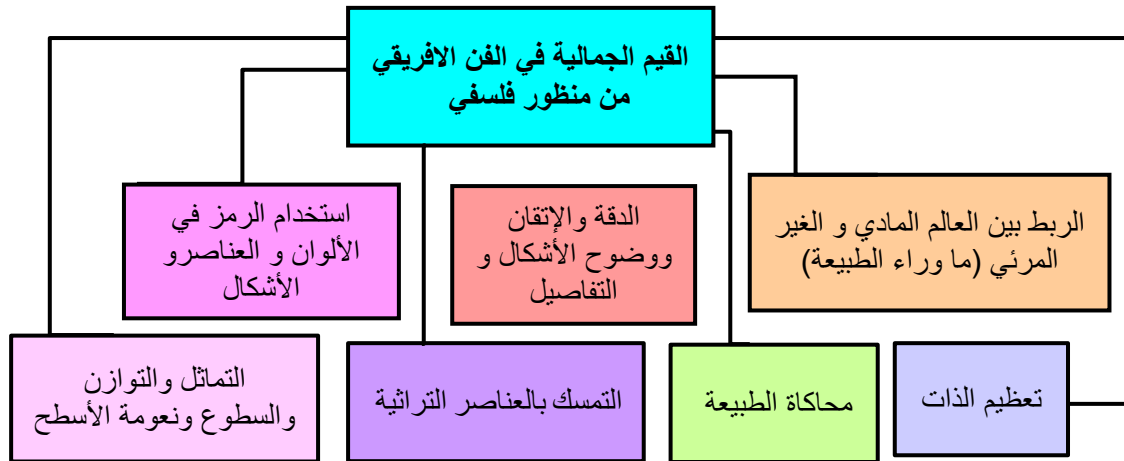 القيم الجمالية في الفن الافريقي
من منظور فلسفي
الربط بين العالم المادي و الغير
المرئي (ما وراء الطبيعة)
الدقة والإتقان
ووضوح الأشكال و
التفاصيل
استخدام الرمز في
الألوان و العناصرو
الأشكال
تعظيم الذات
محاكاة الطبيعة
التمسك بالعناصر التراثية
التماثل والتوازن
والسطوع ونعومة الأسطح